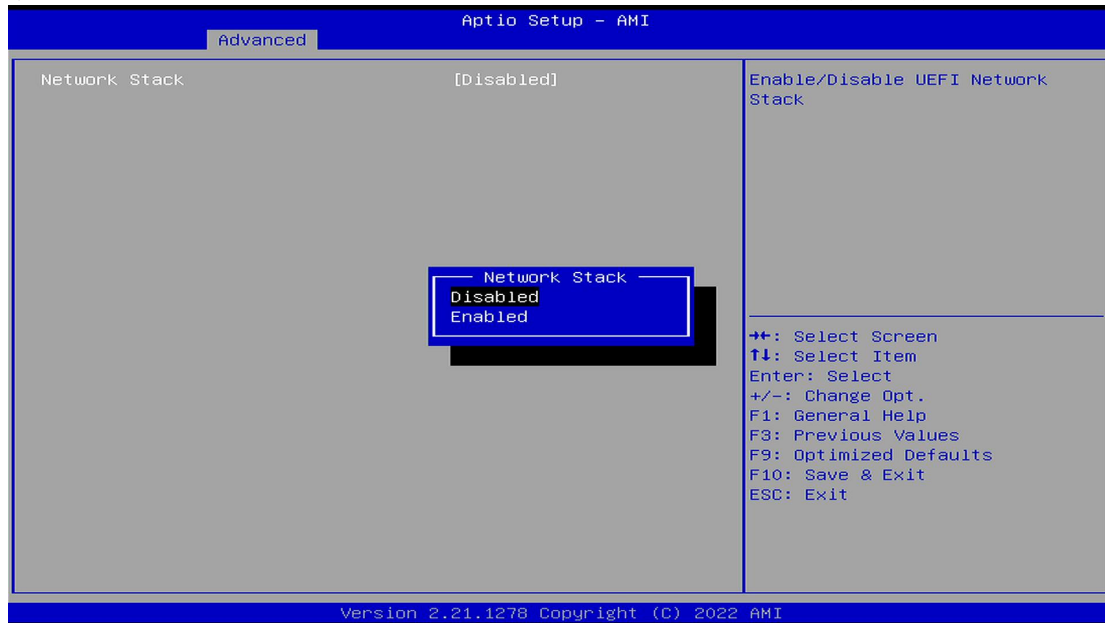 Aptio Setup – AMI
Advanced
Network Stack [Disabled]
Enable/Disable UEFI Network
Stack
Network Stack
Disabled
Enabled
→←: Select Screen
↑↓: Select Item
Enter: Select
+/-: Change Opt.
F1: General Help
F3: Previous Values
F9: Optimized Defaults
F10: Save & Exit
ESC: Exit
Version 2.21.1278 Copyright (C) 2022 AMI